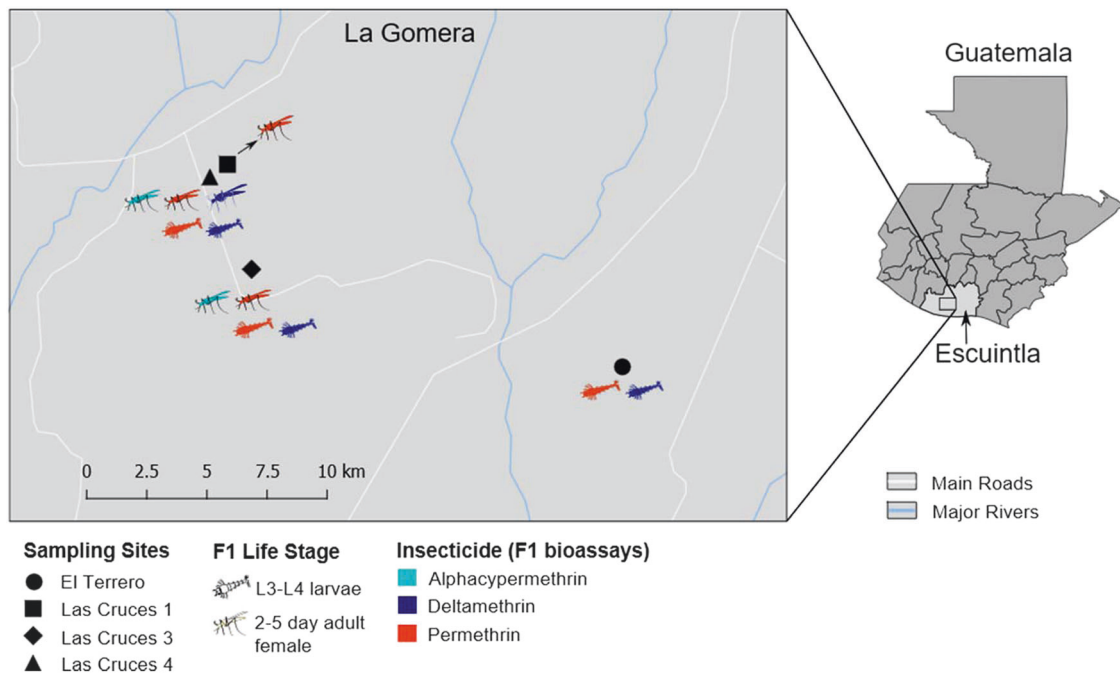 La Gomera
Guatemala
Escuintla
0 2.5 5 7.5 10 km
Main Roads
Major Rivers
Sampling Sites
El Terrero
Las Cruces 1
Las Cruces 3
Las Cruces 4
F1 Life Stage
L3-L4 larvae
2-5 day adult
female
Insecticide (F1 bioassays)
Alphacypermethrin
Deltamethrin
Permethrin